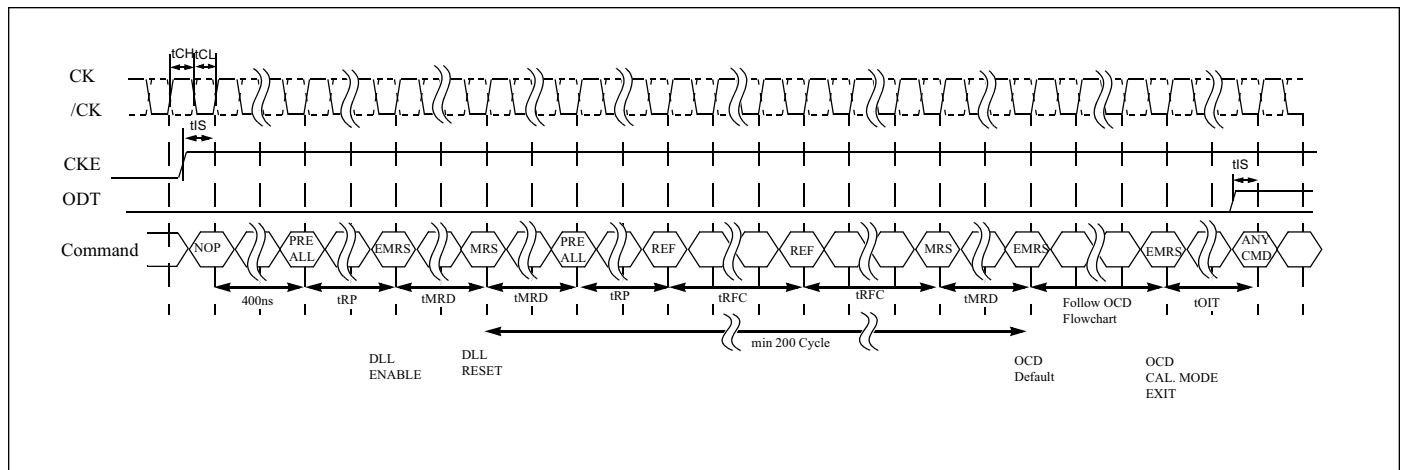 tCH tCL
CK
/CK
tIS
CKE
tIS
ODT
Command
NOP
PRE
ALL
EMRS
MRS
PRE
ALL
REF
REF
MRS
EMRS
EMRS
ANY
CMD
400ns
tRP
tMRD
tMRD
tRP
tRFC
tRFC
tMRD
Follow OCD
Flowchart
tOIT
min 200 Cycle
DLL
ENABLE
DLL
RESET
OCD
Default
OCD
CAL. MODE
EXIT